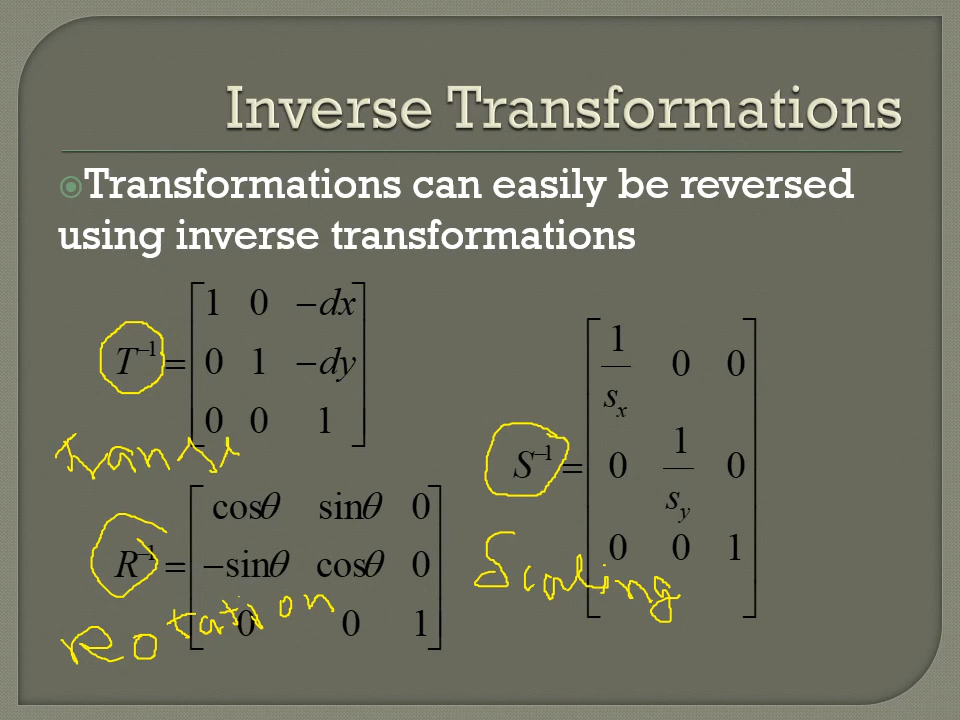 Inverse Transformations
Transformations can easily be reversed
using inverse transformations
T⁻¹ = [1 0 −dx
0 1 −dy
0 0 1]
R⁻¹ = [cosθ sinθ 0
−sinθ cosθ 0
0 0 1]
Rotation
S⁻¹ = [1/sₓ 0 0
0 1/s_y 0
0 0 1]
Scaling